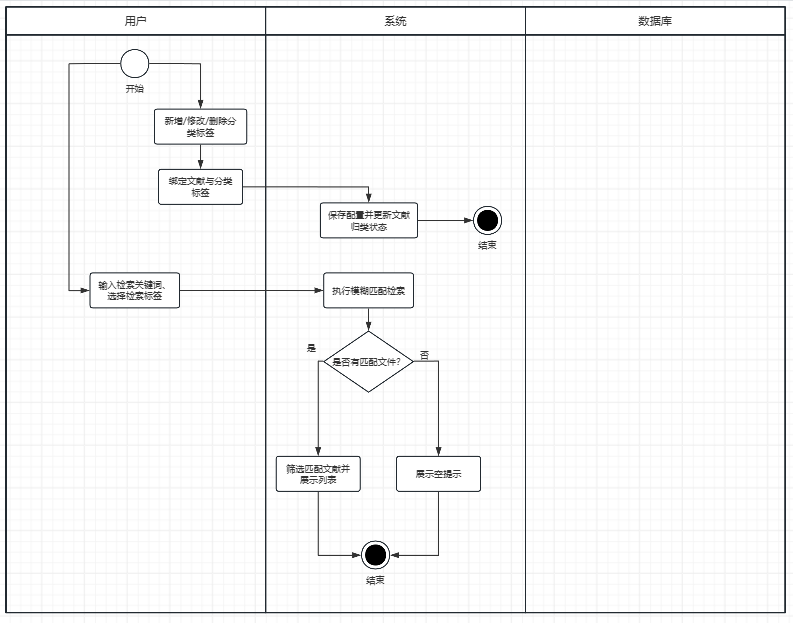 用户
系统
数据库
开始
新增/修改/删除分
类标签
绑定文献与分类
标签
保存配置并更新文献
归类状态
结束
输入检索关键词、
选择检索标签
执行模糊匹配检索
是
是否有匹配文件?
否
筛选匹配文献并
展示列表
展示空提示
结束